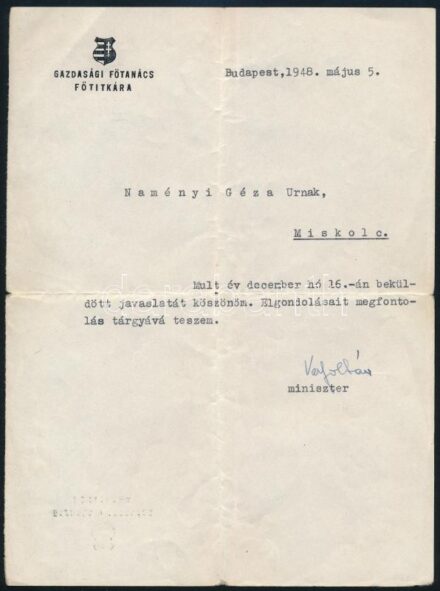 GAZDASÁGI FŐTANÁCS
FŐTITKÁRA
Budapest,1948. május 5.
Naményi Géza Urnak,
Miskolc.
Mult év december hó 16.-án bekül-
dött javaslatát köszönöm. Elgondolásait megfonto-
lás tárgyává teszem.
miniszter